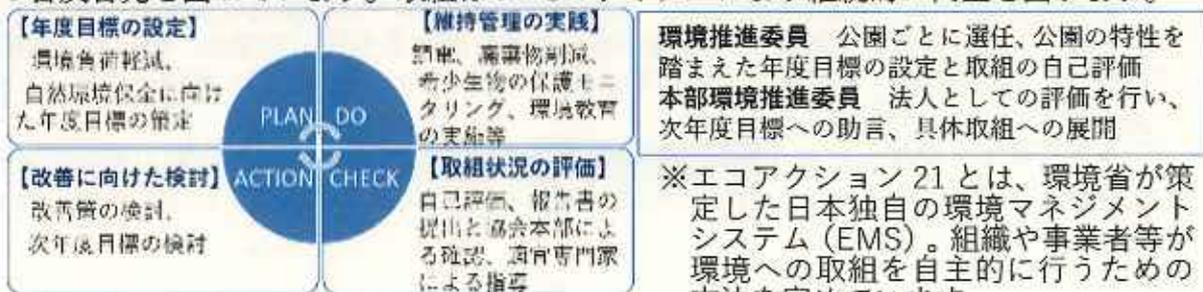 【年度目標の設定】
環境負荷軽減、
自然環境保全に向け
た年度目標の策定
PLAN
【維持管理の実践】
節電、廃棄物削減、
希少生物の保護モニ
タリング、環境教育
の実施等
DO
【改善に向けた検討】
改善策の検討、
次年度目標の検討
ACTION
CHECK
【取組状況の評価】
自己評価、報告書の
提出と協会本部によ
る確認、適宜専門家
による指導
環境推進委員　公園ごとに選任、公園の特性を
踏まえた年度目標の設定と取組の自己評価
本部環境推進委員　法人としての評価を行い、
次年度目標への助言、具体取組への展開
※エコアクション 21 とは、環境省が策
定した日本独自の環境マネジメント
システム（EMS）。組織や事業者等が
環境への取組を自主的に行うための